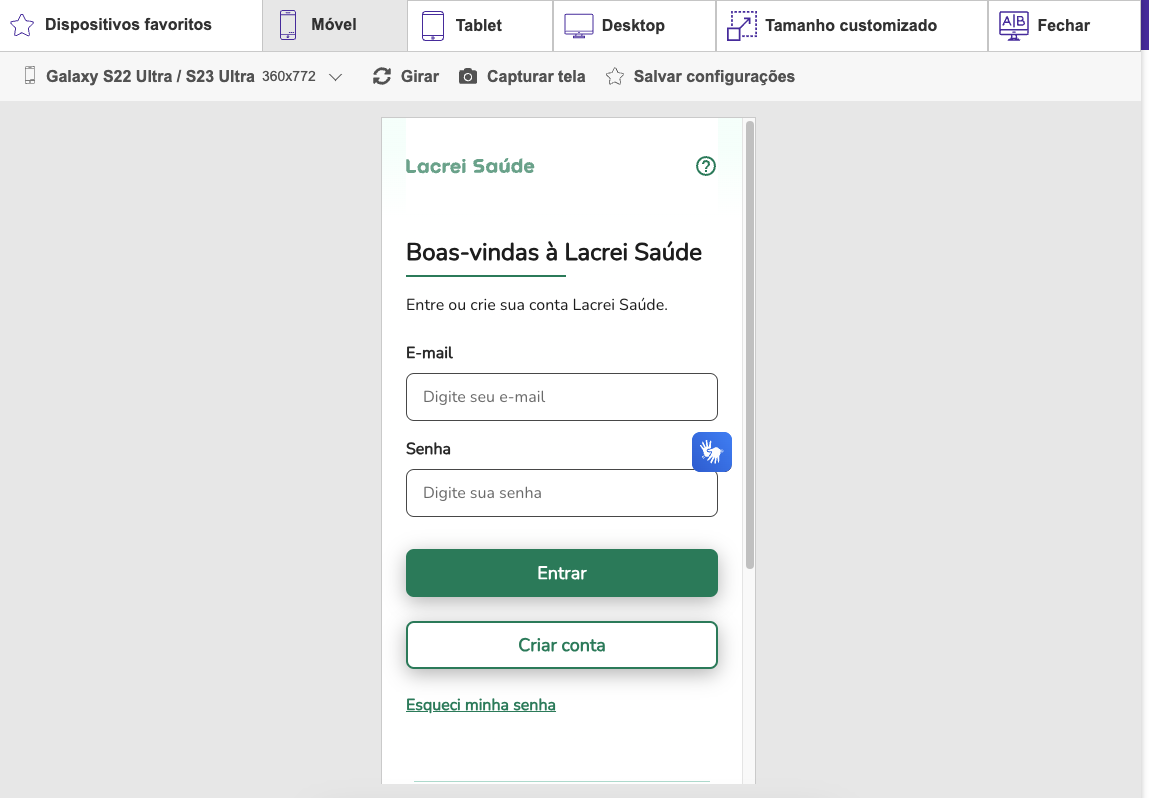 Dispositivos favoritos Móvel Tablet Desktop Tamanho customizado A|B Fechar
Galaxy S22 Ultra / S23 Ultra 360x772 Girar Capturar tela Salvar configurações
Lacrei Saúde ?
Boas-vindas à Lacrei Saúde
Entre ou crie sua conta Lacrei Saúde.
E-mail
Digite seu e-mail
Senha
Digite sua senha
Entrar
Criar conta
Esqueci minha senha